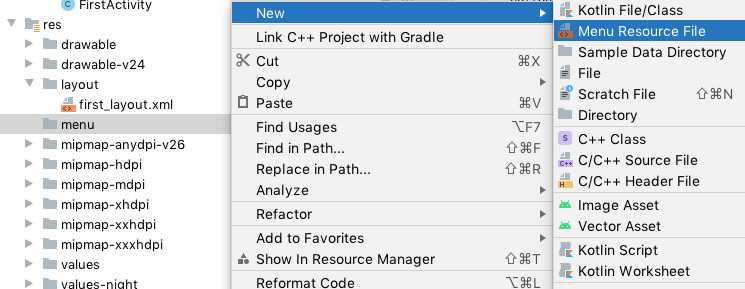 FirstActivity
res
drawable
drawable-v24
layout
first_layout.xml
menu
mipmap-anydpi-v26
mipmap-hdpi
mipmap-mdpi
mipmap-xhdpi
mipmap-xxhdpi
mipmap-xxxhdpi
values
values-night
New
Link C++ Project with Gradle
Cut ⌘X
Copy
Paste ⌘V
Find Usages ⌥F7
Find in Path... ⇧⌘F
Replace in Path... ⇧⌘R
Analyze
Refactor
Add to Favorites
Show In Resource Manager ⇧⌘T
Reformat Code ⌥⌘L
Kotlin File/Class
Menu Resource File
Sample Data Directory
File
Scratch File ⇧⌘N
Directory
C++ Class
C/C++ Source File
C/C++ Header File
Image Asset
Vector Asset
Kotlin Script
Kotlin Worksheet